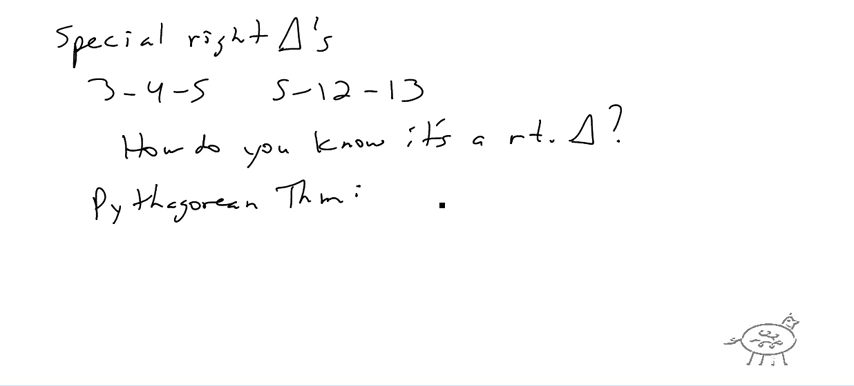 Special right Δ's
3-4-5 5-12-13
How do you know it's a rt. Δ?
Pythagorean Thm: